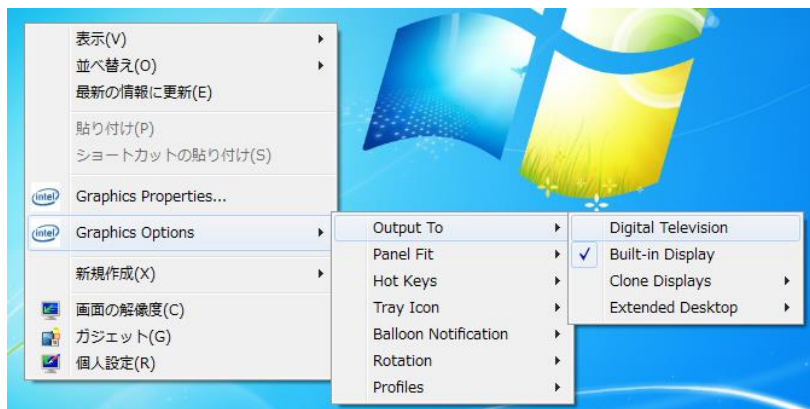 表示(V)
並べ替え(O)
最新の情報に更新(E)
貼り付け(P)
ショートカットの貼り付け(S)
intel
Graphics Properties...
intel
Graphics Options
新規作成(X)
画面の解像度(C)
ガジェット(G)
個人設定(R)
Output To
Panel Fit
Hot Keys
Tray Icon
Balloon Notification
Rotation
Profiles
Digital Television
Built-in Display
Clone Displays
Extended Desktop